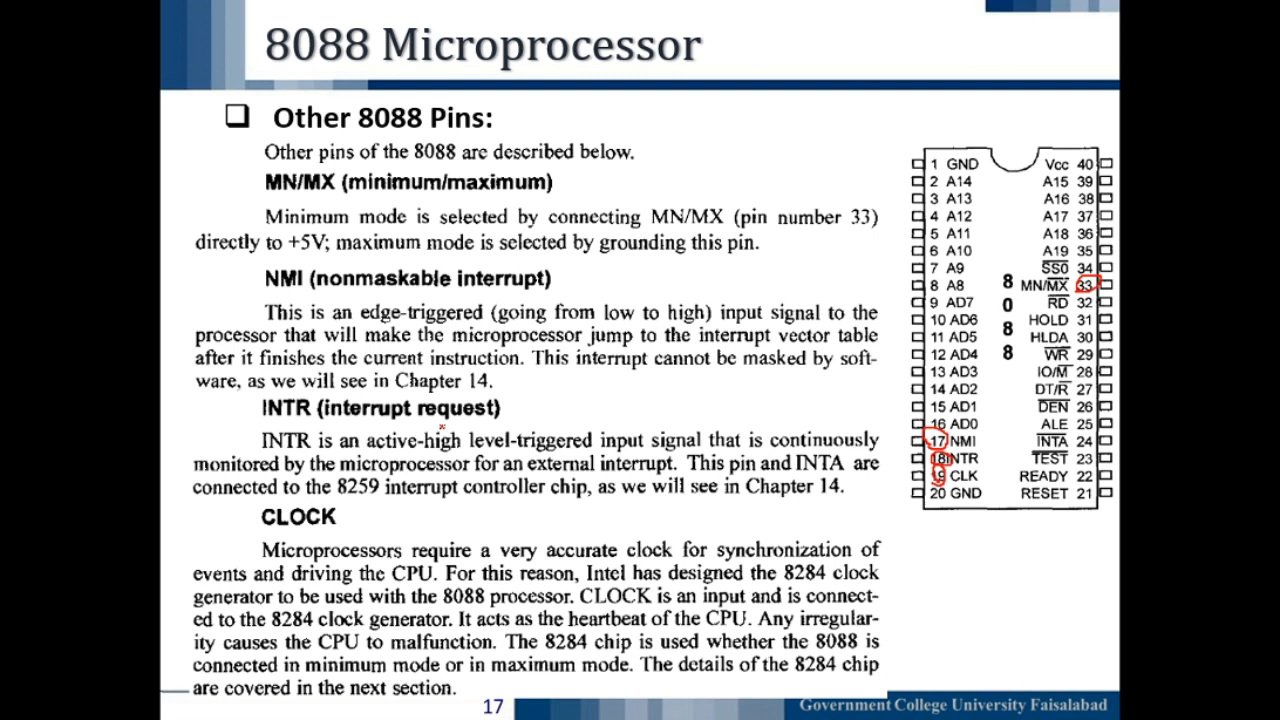 8088 Microprocessor
Other 8088 Pins:
Other pins of the 8088 are described below.
MN/MX (minimum/maximum)
Minimum mode is selected by connecting MN/MX (pin number 33)
directly to +5V; maximum mode is selected by grounding this pin.
NMI (nonmaskable interrupt)
This is an edge-triggered (going from low to high) input signal to the
processor that will make the microprocessor jump to the interrupt vector table
after it finishes the current instruction. This interrupt cannot be masked by soft-
ware, as we will see in Chapter 14.
INTR (interrupt request)
INTR is an active-high level-triggered input signal that is continuously
monitored by the microprocessor for an external interrupt. This pin and INTA are
connected to the 8259 interrupt controller chip, as we will see in Chapter 14.
CLOCK
Microprocessors require a very accurate clock for synchronization of
events and driving the CPU. For this reason, Intel has designed the 8284 clock
generator to be used with the 8088 processor. CLOCK is an input and is connect-
ed to the 8284 clock generator. It acts as the heartbeat of the CPU. Any irregular-
ity causes the CPU to malfunction. The 8284 chip is used whether the 8088 is
connected in minimum mode or in maximum mode. The details of the 8284 chip
are covered in the next section.
1 GND Vcc 40
2 A14 A15 39
3 A13 A16 38
4 A12 A17 37
5 A11 A18 36
6 A10 A19 35
7 A9 SS0 34
8 A8 8 MN/MX 33
9 AD7 0 RD 32
10 AD6 8 HOLD 31
11 AD5 8 HLDA 30
12 AD4 WR 29
13 AD3 IO/M 28
14 AD2 DT/R 27
15 AD1 DEN 26
16 AD0 ALE 25
17 NMI INTA 24
18 INTR TEST 23
19 CLK READY 22
20 GND RESET 21
17
Government College University Faisalabad